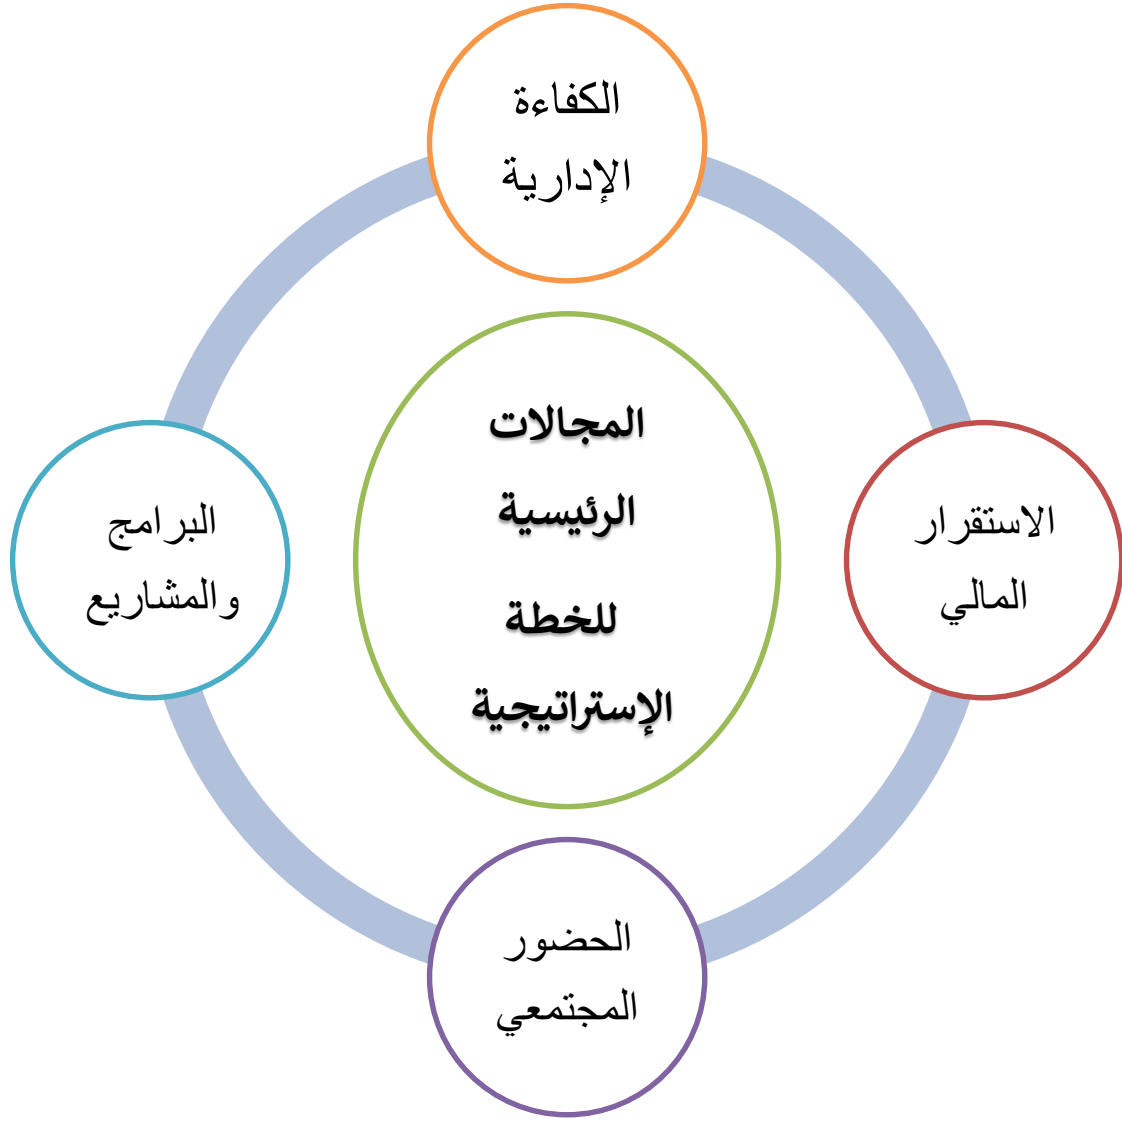 الكفاءة
الإدارية
المجالات
الرئيسية
للخطة
الإستراتيجية
الاستقرار
المالي
البرامج
والمشاريع
الحضور
المجتمعي